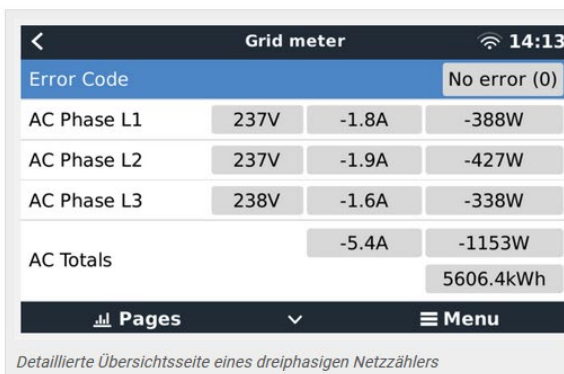 Grid meter 14:13
Error Code No error (0)
AC Phase L1 237V -1.8A -388W
AC Phase L2 237V -1.9A -427W
AC Phase L3 238V -1.6A -338W
AC Totals -5.4A -1153W
5606.4kWh
Pages Menu
Detaillierte Übersichtsseite eines dreiphasigen Netzzählers